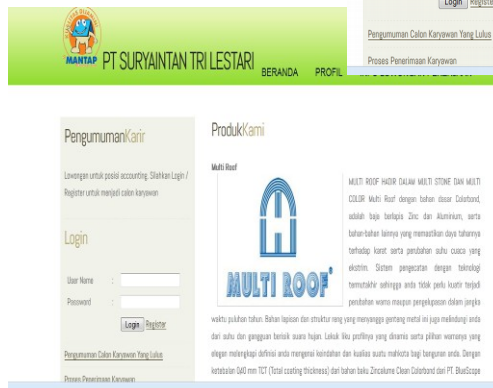 Login Register
Pengumuman Calon Karyawan Yang Lulus
Proses Penerimaan Karyawan
MANTAP
PT SURYAINTAN TRI LESTARI
BERANDA PROFIL
PengumumanKarir
Lowongan untuk posisi accounting. Silahkan Login /
Register untuk menjadi calon karyawan
Login
User Name :
Password :
Login Register
Pengumuman Calon Karyawan Yang Lulus
Proses Penerimaan Karyawan
ProdukKami
Multi Roof
MULTI ROOF®
MULTI ROOF HADIR DALAM MULTI STONE DAN MULTI
COLOR Multi Roof dengan bahan dasar Colorbond,
adalah baja berlapis Zinc dan Aluminium, serta
bahan-bahan lainnya yang memastikan daya tahannya
terhadap karat serta perubahan suhu cuaca yang
ekstrim. Sistem pengecatan dengan teknologi
termutakhir sehingga anda tidak perlu kuatir terjadi
perubahan warna maupun pengelupasan dalam jangka
waktu puluhan tahun. Bahan lapisan dan struktur reng yang menyangga genteng metal ini juga melindungi anda
dari suhu dan gangguan berisik suara hujan. Lekuk liku profilnya yang dinamis serta pilihan warnanya yang
elegan melengkapi definisi anda mengenai keindahan dan kualitas suatu mahkota bagi bangunan anda. Dengan
ketebalan 0,40 mm TCT (Total coating thickness) dari bahan baku Zincalume Clean Colorbond dari PT. BlueScope